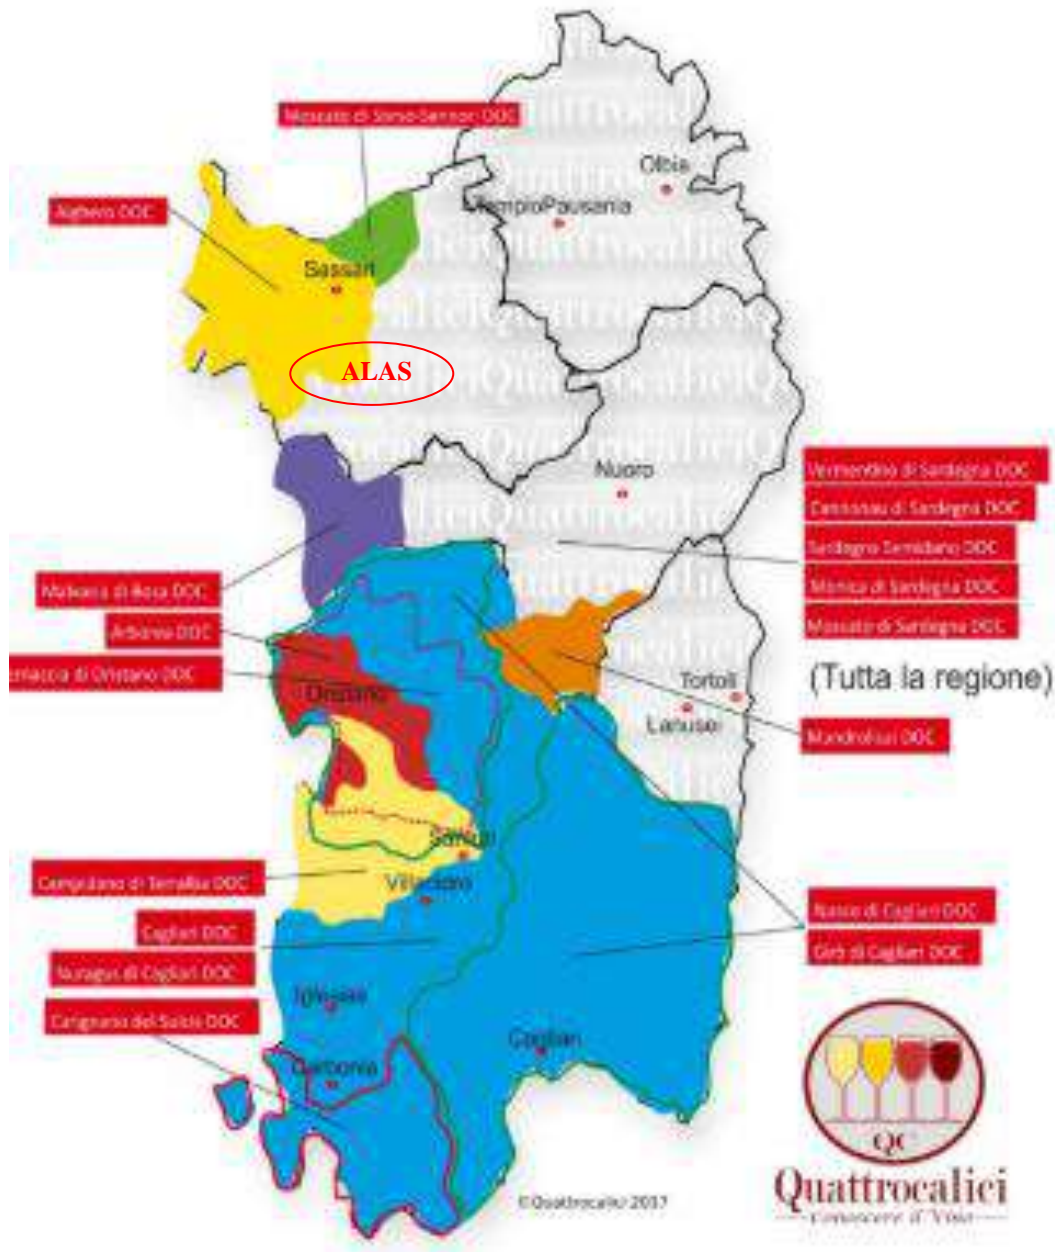 Moscato di Sorso-Sennori DOC
Olbia
TempioPausania
Alghero DOC
Sassari
ALAS
Nuoro
Vermentino di Sardegna DOC
Cannonau di Sardegna DOC
Sardegna Semidano DOC
Monica di Sardegna DOC
Moscato di Sardegna DOC
(Tutta la regione)
Malvasia di Bosa DOC
Arborea DOC
di Oristano DOC
Oristano
Tortolì
Lanusei
Mandrolisai DOC
Sanluri
Villacidro
Campidano di Terralba DOC
Cagliari DOC
Nuragus di Cagliari DOC
Carignano del Sulcis DOC
Nasco di Cagliari DOC
Girò di Cagliari DOC
Iglesias
Carbonia
Cagliari
QC
Quattrocalici
Conoscere il Vino
©Quattrocalici 2017